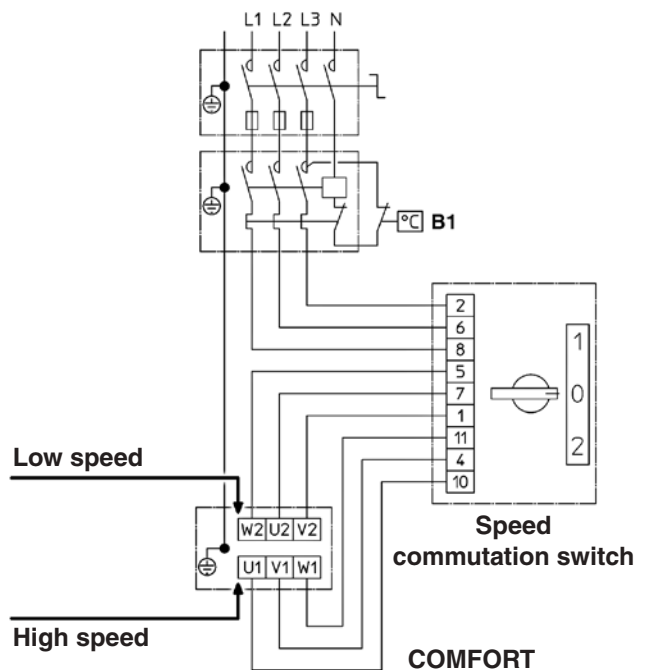 L1 L2 L3 N
°C B1
2
6
8
5
7
1
11
4
10
1
0
2
Low speed
Speed
commutation switch
W2 U2 V2
U1 V1 W1
High speed
COMFORT